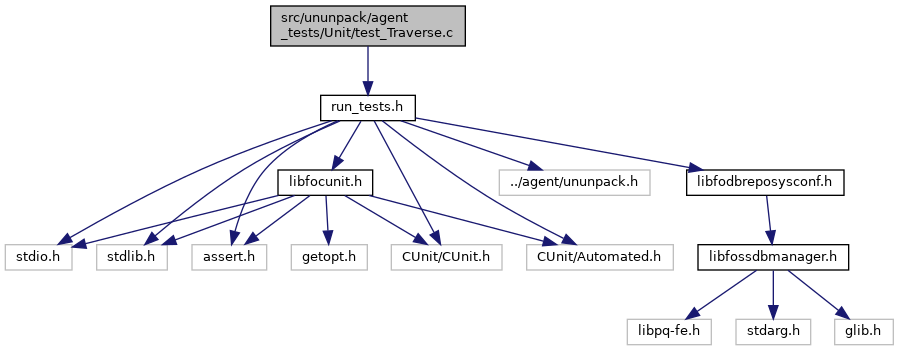 src/ununpack/agent
_tests/Unit/test_Traverse.c
run_tests.h
libfocunit.h
../agent/ununpack.h
libfodbreposysconf.h
stdio.h
stdlib.h
assert.h
getopt.h
CUnit/CUnit.h
CUnit/Automated.h
libfossdbmanager.h
libpq-fe.h
stdarg.h
glib.h